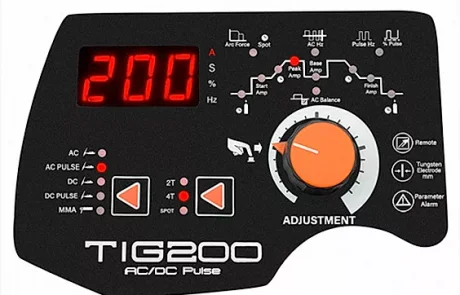 Arc Force
Spot
AC Hz
Pulse Hz
% Pulse
200
A
S
%
Hz
Peak
Amp
Base
Amp
Start
Amp
Finish
Amp
AC Balance
AC
AC PULSE
DC
DC PULSE
MMA
2T
4T
SPOT
Remote
Tungsten
Electrode
mm
Parameter
Alarm
ADJUSTMENT
TIG200
AC/DC Pulse